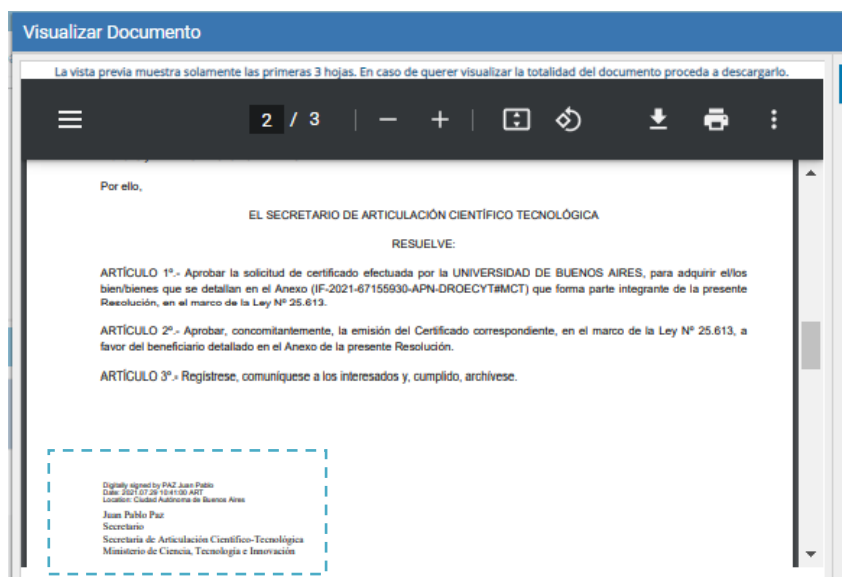 Visualizar Documento
La vista previa muestra solamente las primeras 3 hojas. En caso de querer visualizar la totalidad del documento proceda a descargarlo.
2 / 3
Por ello,
EL SECRETARIO DE ARTICULACIÓN CIENTÍFICO TECNOLÓGICA
RESUELVE:
ARTÍCULO 1º.- Aprobar la solicitud de certificado efectuada por la UNIVERSIDAD DE BUENOS AIRES, para adquirir el/los
bien/bienes que se detallan en el Anexo (IF-2021-67155930-APN-DROECYT#MCT) que forma parte integrante de la presente
Resolución, en el marco de la Ley Nº 25.613.
ARTÍCULO 2º.- Aprobar, concomitantemente, la emisión del Certificado correspondiente, en el marco de la Ley Nº 25.613, a
favor del beneficiario detallado en el Anexo de la presente Resolución.
ARTÍCULO 3º.- Regístrese, comuníquese a los interesados y, cumplido, archívese.
Digitally signed by PAZ Juan Pablo
Date: 2021.07.29 10:41:00 ART
Location: Ciudad Autónoma de Buenos Aires
Juan Pablo Paz
Secretario
Secretaría de Articulación Científico-Tecnológica
Ministerio de Ciencia, Tecnología e Innovación